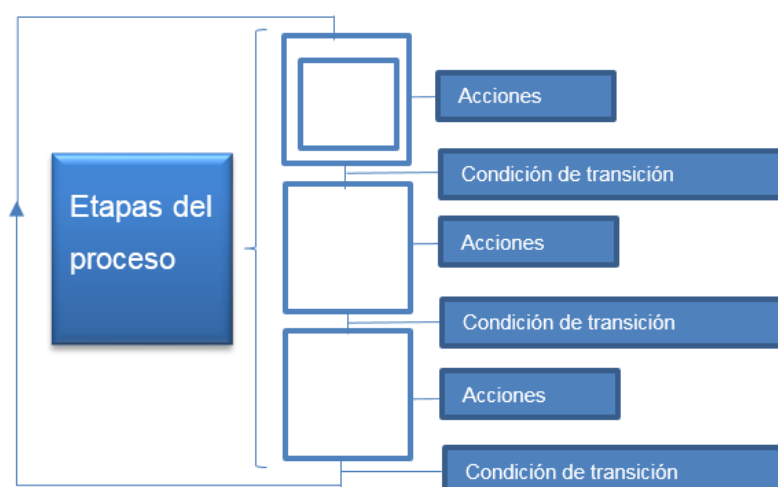 Acciones
Condición de transición
Etapas del
proceso
Acciones
Condición de transición
Acciones
Condición de transición